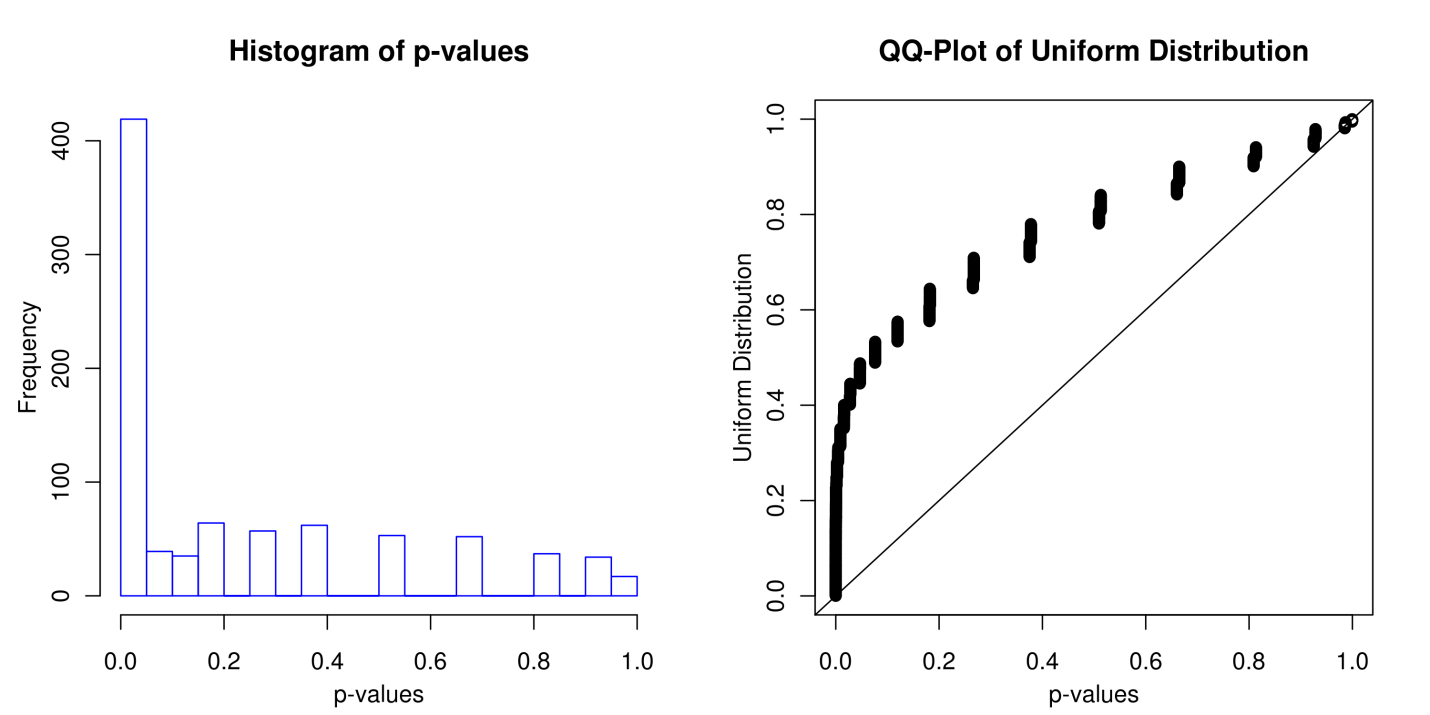 Histogram of p-values
Frequency
0
100
200
300
400
0.0 0.2 0.4 0.6 0.8 1.0
p-values
QQ-Plot of Uniform Distribution
Uniform Distribution
0.0
0.2
0.4
0.6
0.8
1.0
0.0 0.2 0.4 0.6 0.8 1.0
p-values